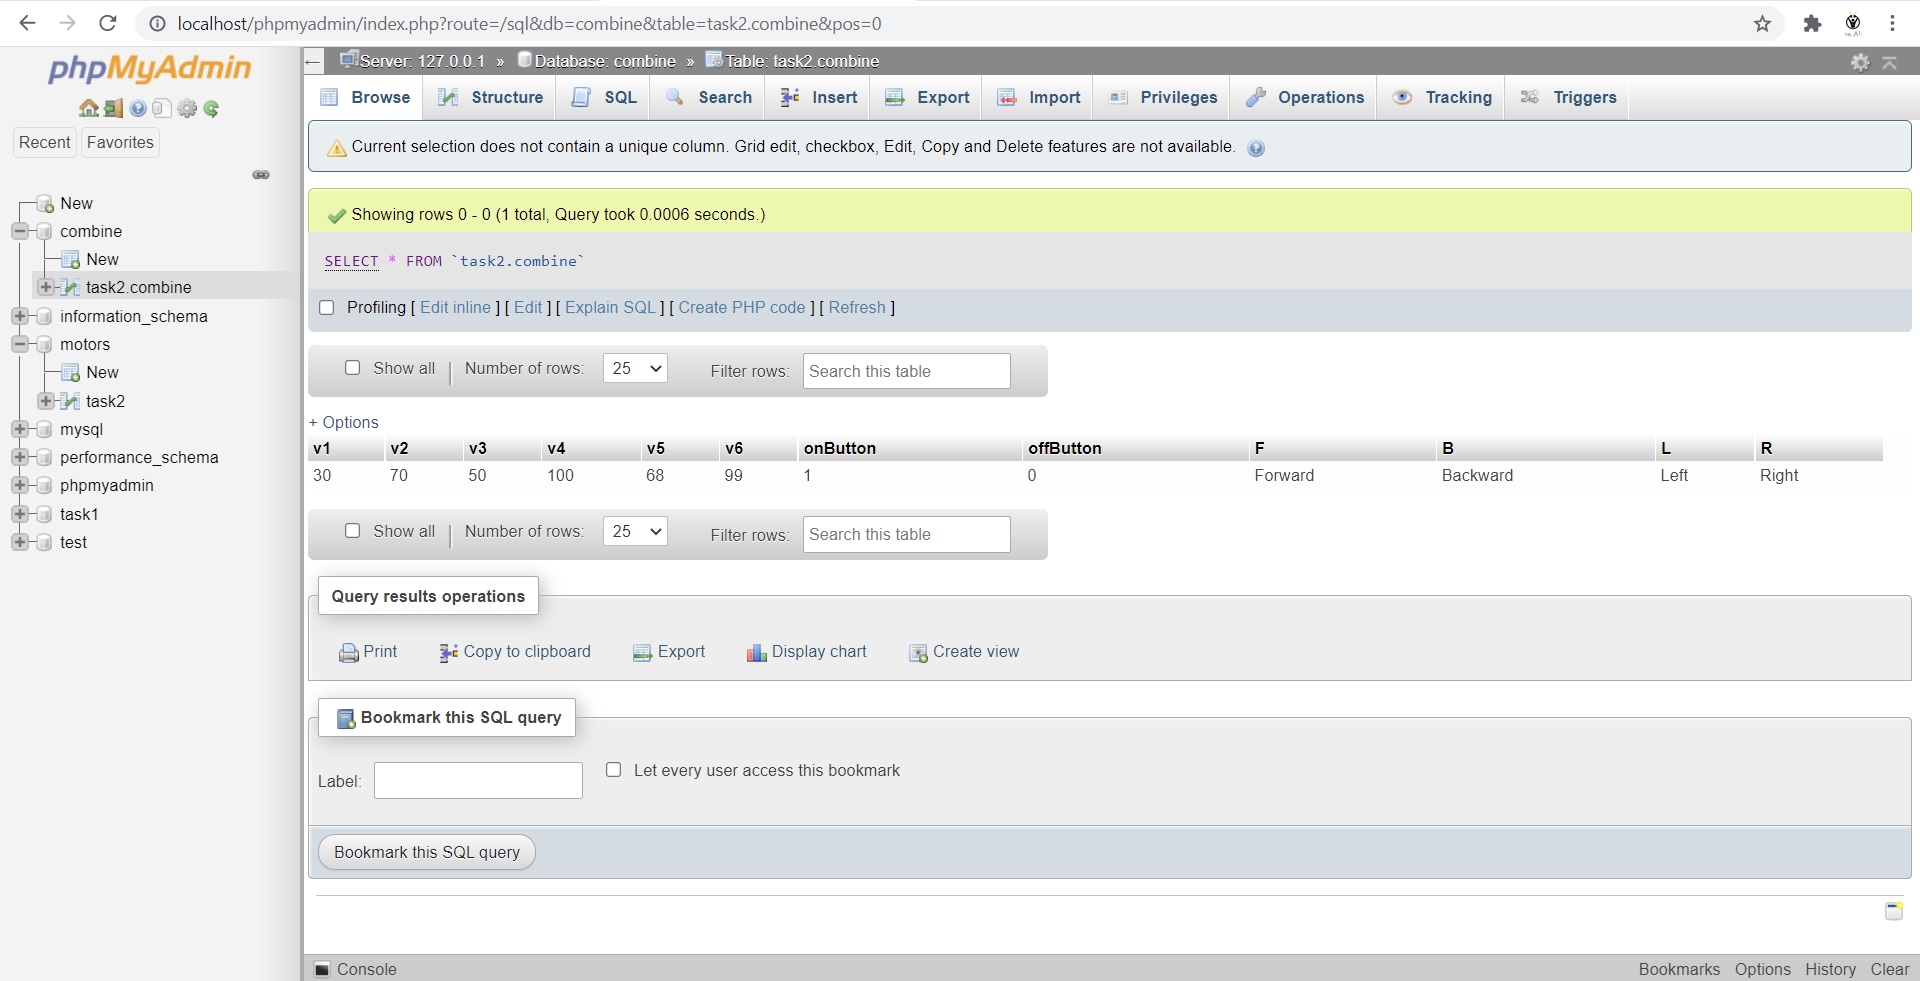 localhost/phpmyadmin/index.php?route=/sql&db=combine&table=task2.combine&pos=0
phpMyAdmin
Recent Favorites
New
combine
New
task2.combine
information_schema
motors
New
task2
mysql
performance_schema
phpmyadmin
task1
test
Server: 127.0.0.1 » Database: combine » Table: task2.combine
Browse Structure SQL Search Insert Export Import Privileges Operations Tracking Triggers
Current selection does not contain a unique column. Grid edit, checkbox, Edit, Copy and Delete features are not available.
Showing rows 0 - 0 (1 total, Query took 0.0006 seconds.)
SELECT * FROM `task2.combine`
Profiling [ Edit inline ] [ Edit ] [ Explain SQL ] [ Create PHP code ] [ Refresh ]
Show all | Number of rows: 25 Filter rows: Search this table
+ Options
v1 v2 v3 v4 v5 v6 onButton offButton F B L R
30 70 50 100 68 99 1 0 Forward Backward Left Right
Show all | Number of rows: 25 Filter rows: Search this table
Query results operations
Print Copy to clipboard Export Display chart Create view
Bookmark this SQL query
Label: Let every user access this bookmark
Bookmark this SQL query
Console Bookmarks Options History Clear